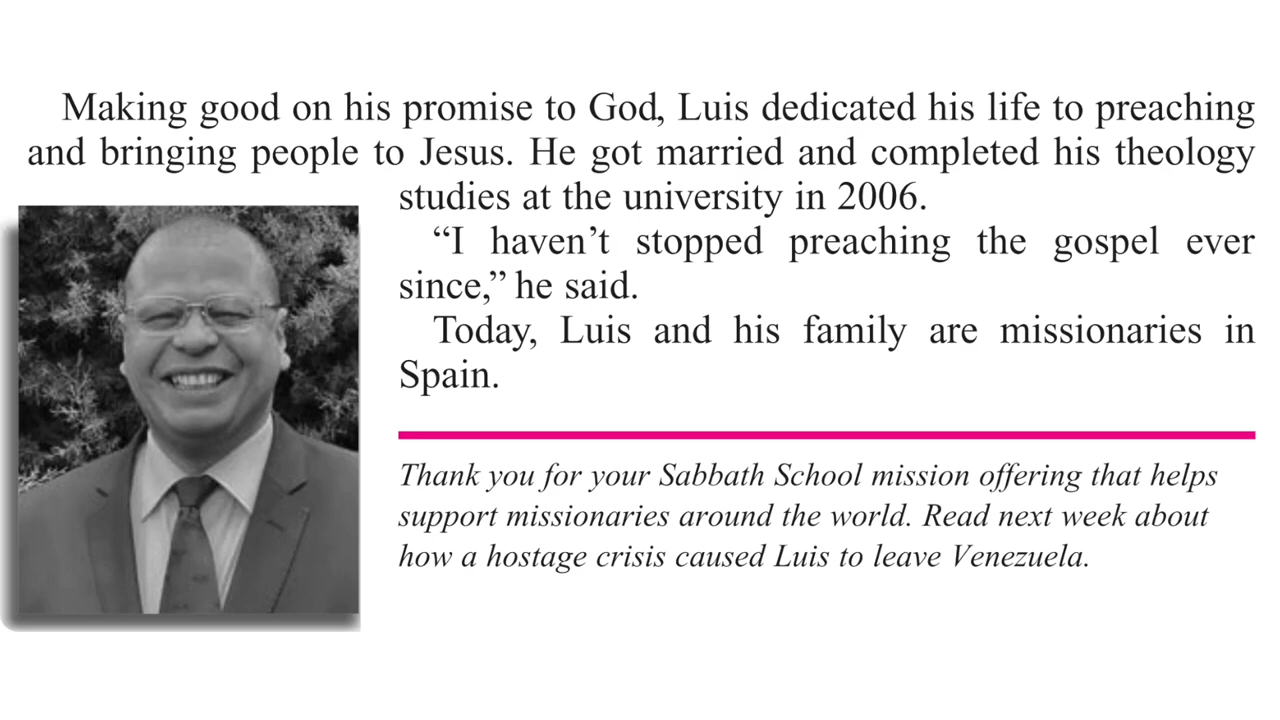 Making good on his promise to God, Luis dedicated his life to preaching
and bringing people to Jesus. He got married and completed his theology
studies at the university in 2006.
“I haven’t stopped preaching the gospel ever
since,” he said.
Today, Luis and his family are missionaries in
Spain.
Thank you for your Sabbath School mission offering that helps
support missionaries around the world. Read next week about
how a hostage crisis caused Luis to leave Venezuela.